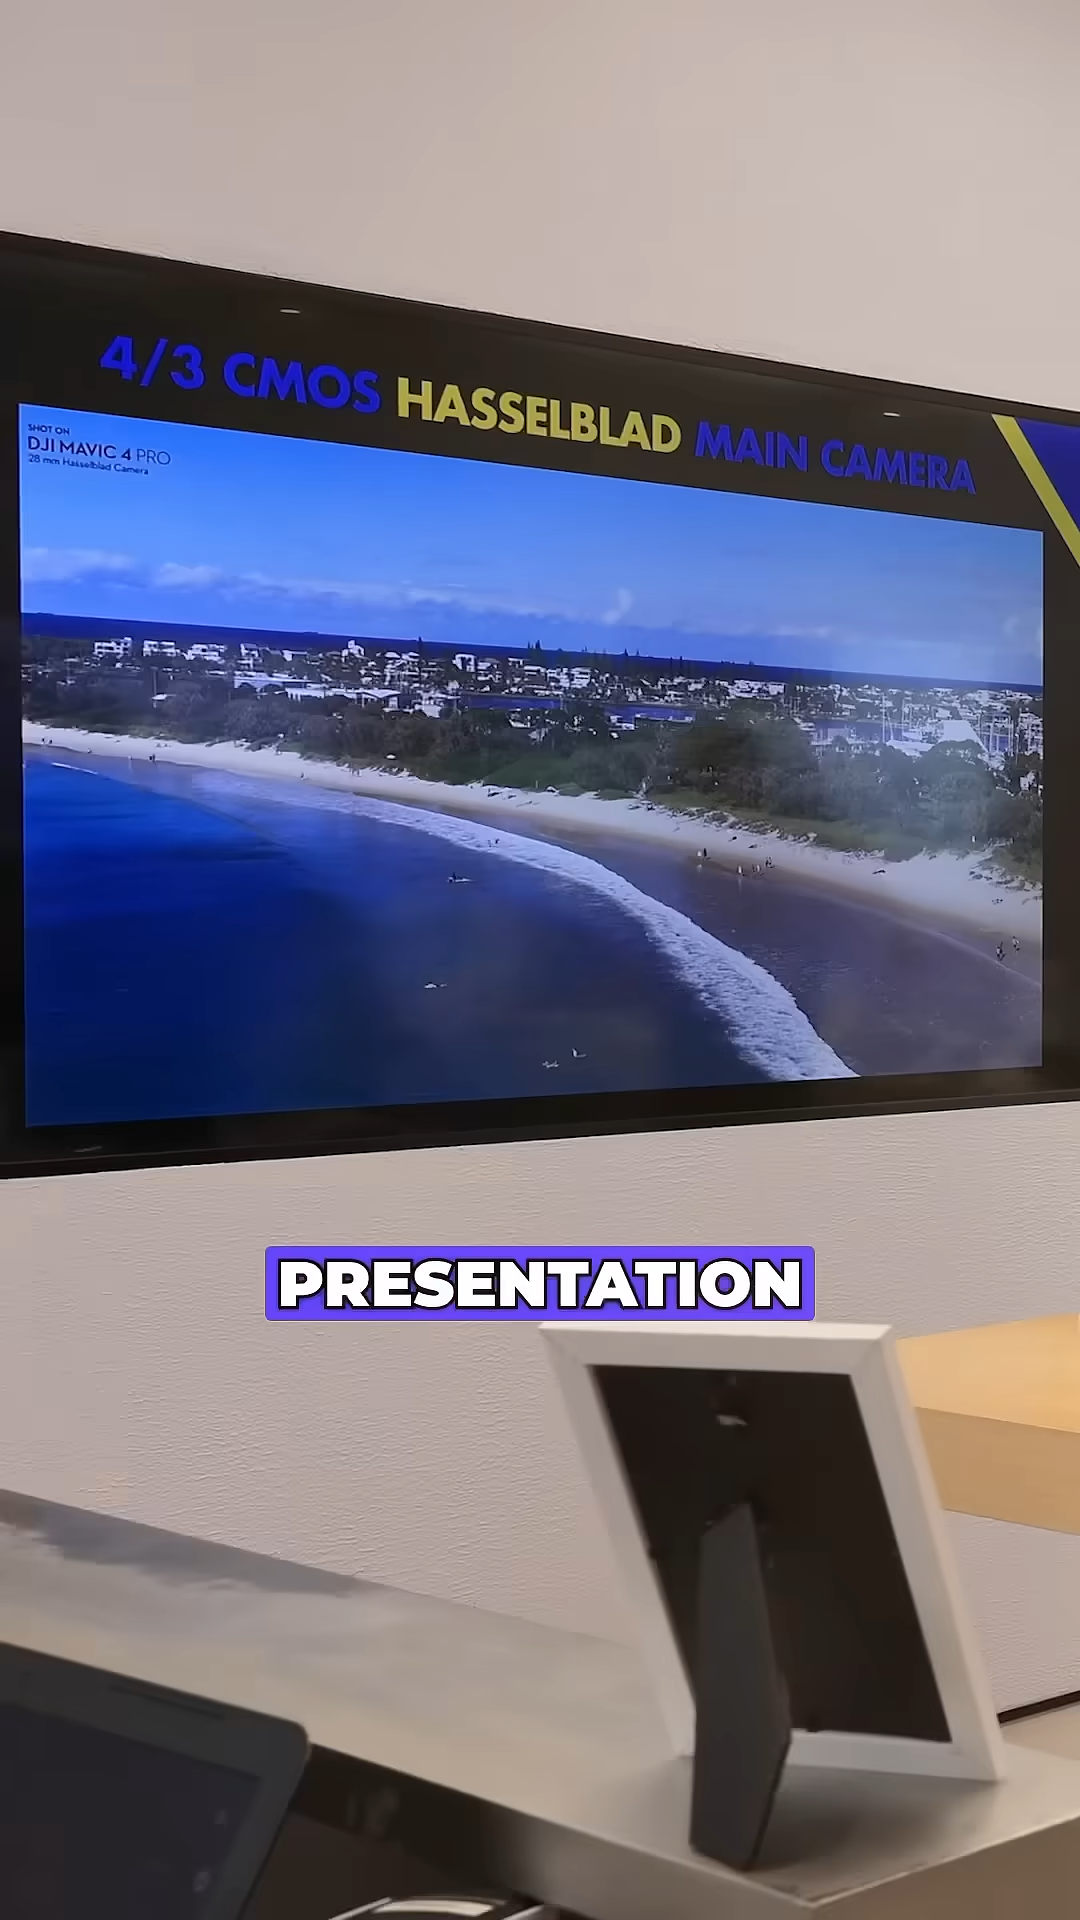 4/3 CMOS HASSELBLAD MAIN CAMERA
SHOT ON
DJI MAVIC 4 PRO
28 mm Hasselblad Camera
PRESENTATION